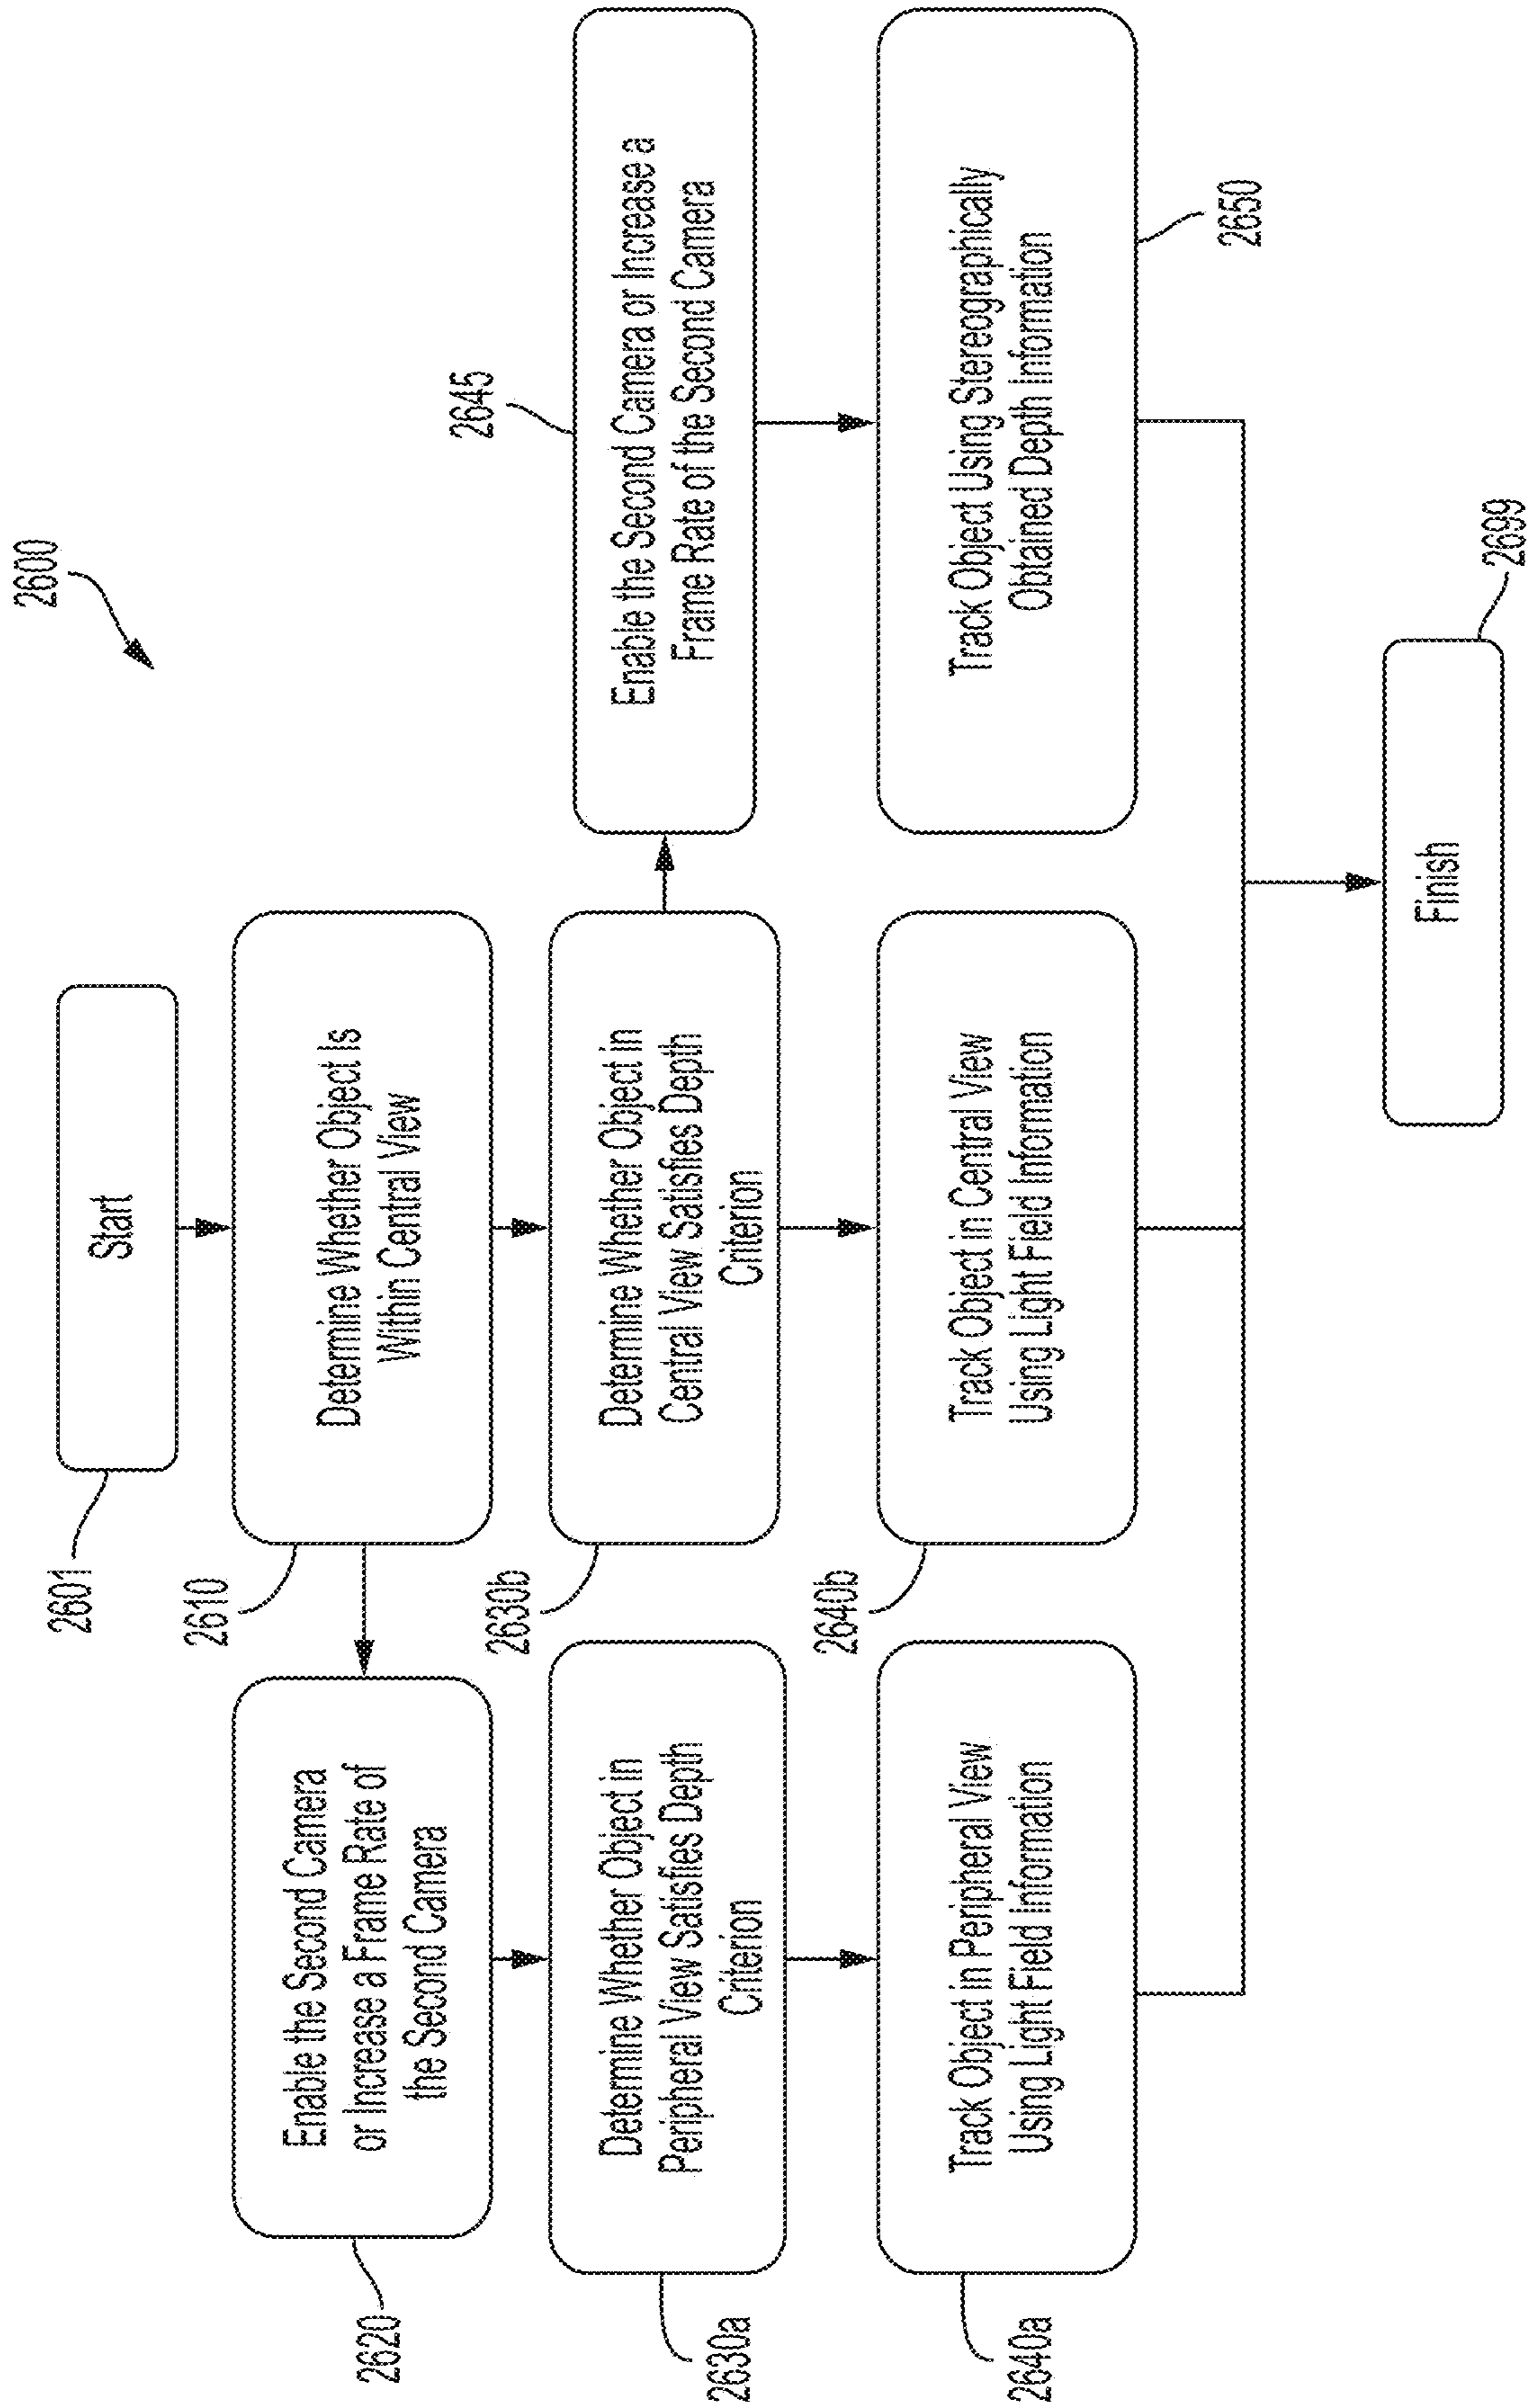 2600
2601
Start
2610
Determine Whether Object Is
Within Central View
2620
Enable the Second Camera
or Increase a Frame Rate of
the Second Camera
2630a
Determine Whether Object in
Peripheral View Satisfies Depth
Criterion
2630b
Determine Whether Object in
Central View Satisfies Depth
Criterion
2645
Enable the Second Camera or Increase a
Frame Rate of the Second Camera
2640a
Track Object in Peripheral View
Using Light Field Information
2640b
Track Object in Central View
Using Light Field Information
Track Object Using Stereographically
Obtained Depth Information
2650
Finish
2699